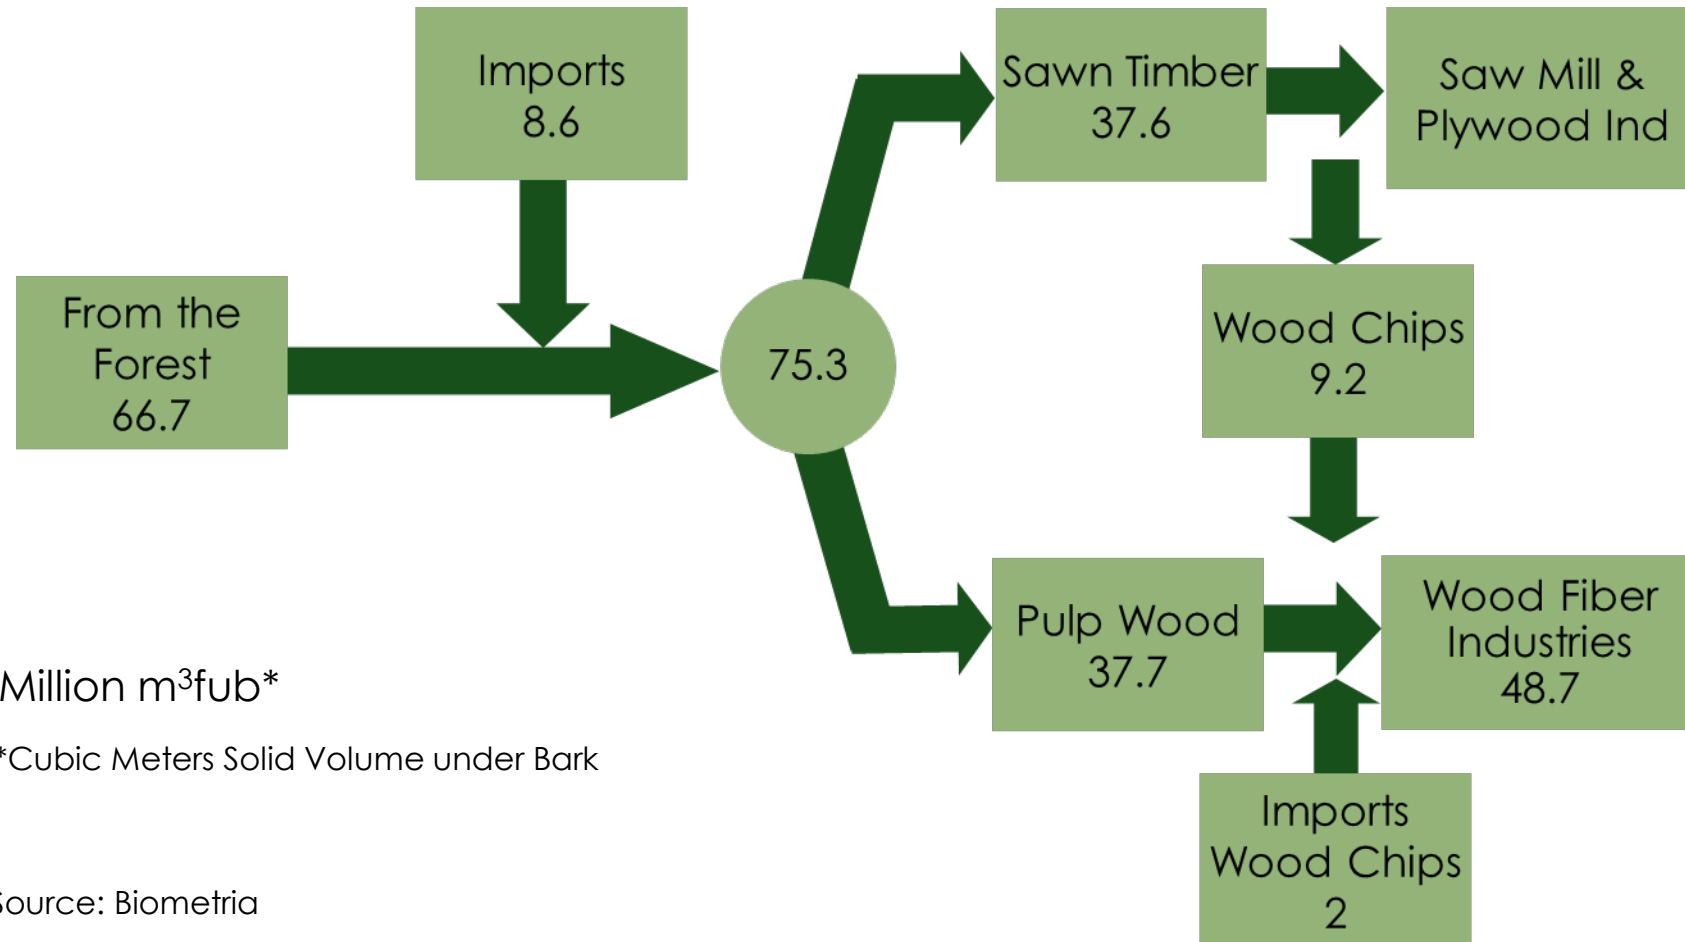 Imports
8.6
Sawn Timber
37.6
Saw Mill &
Plywood Ind
From the
Forest
66.7
75.3
Wood Chips
9.2
Pulp Wood
37.7
Wood Fiber
Industries
48.7
Imports
Wood Chips
2
Million m³fub*
*Cubic Meters Solid Volume under Bark
Source: Biometria